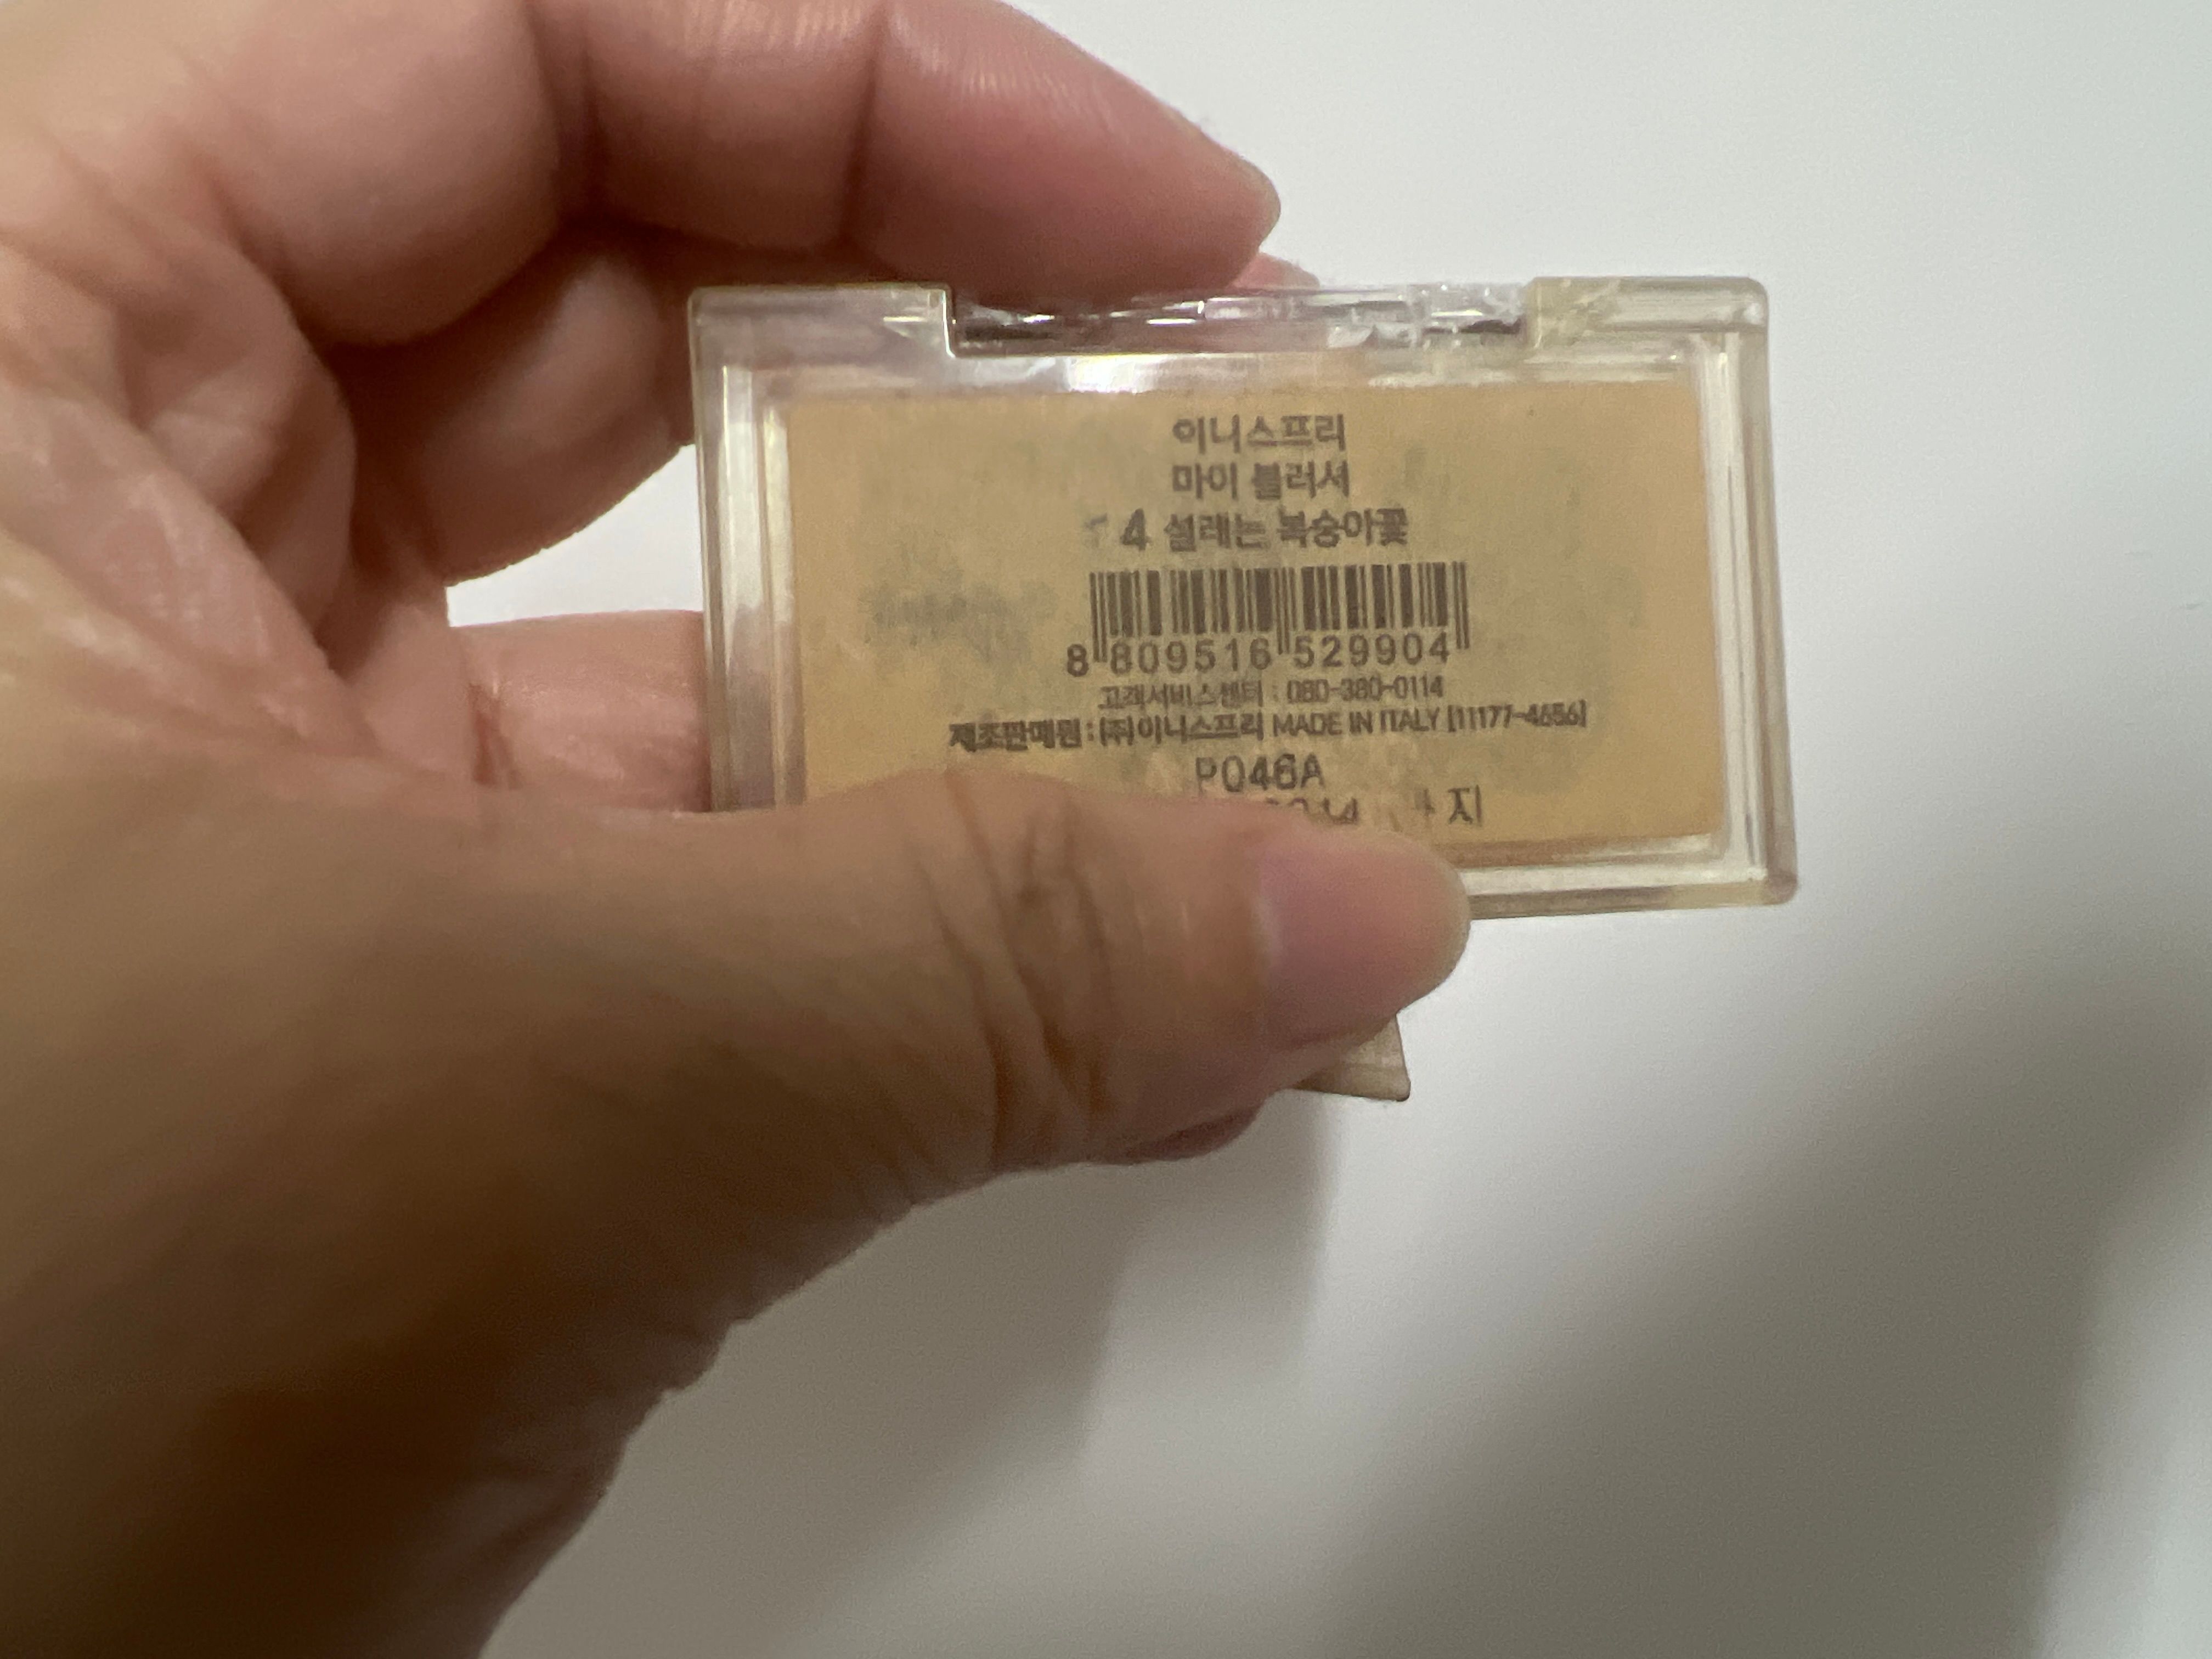 이니스프리
마이 블러셔
4 설레는 복숭아꽃
8 809516 529904
고객서비스센터 : 080-380-0114
제조판매원 : ㈜이니스프리 MADE IN ITALY [11177-4656]
P046A